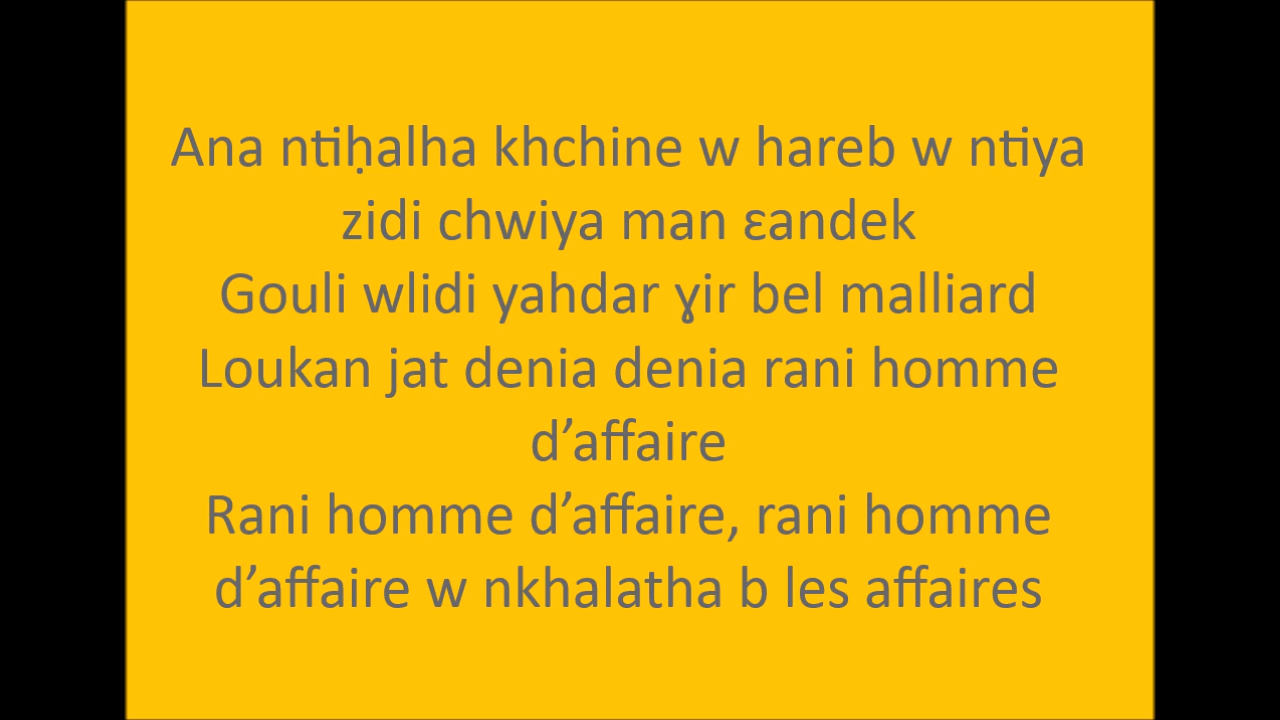 Ana ntiḥalha khchine w hareb w ntiya
zidi chwiya man ɛandek
Gouli wlidi yahdar ɣir bel malliard
Loukan jat denia denia rani homme
d’affaire
Rani homme d’affaire, rani homme
d’affaire w nkhalatha b les affaires